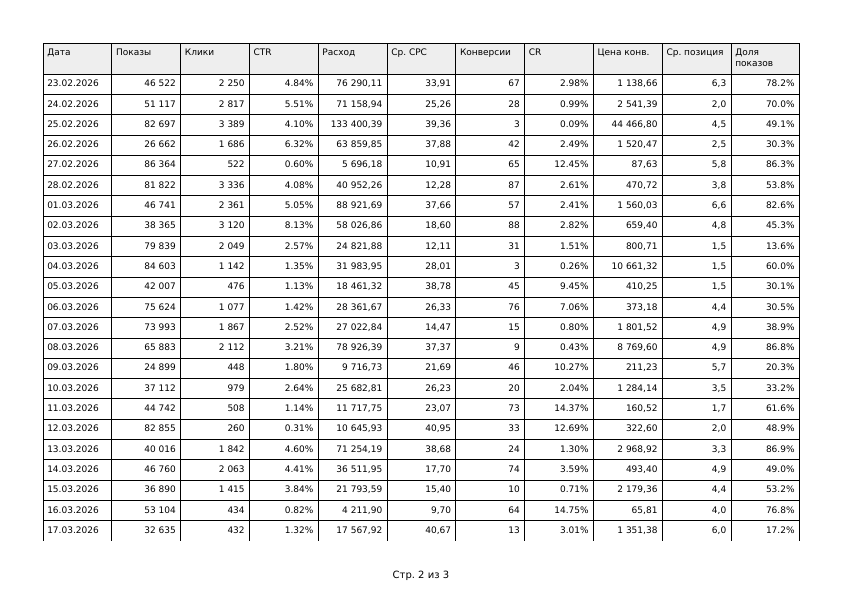 Дата Показы Клики CTR Расход Ср. CPC Конверсии CR Цена конв. Ср. позиция Доля показов
23.02.2026 46 522 2 250 4.84% 76 290,11 33,91 67 2.98% 1 138,66 6,3 78.2%
24.02.2026 51 117 2 817 5.51% 71 158,94 25,26 28 0.99% 2 541,39 2,0 70.0%
25.02.2026 82 697 3 389 4.10% 133 400,39 39,36 3 0.09% 44 466,80 4,5 49.1%
26.02.2026 26 662 1 686 6.32% 63 859,85 37,88 42 2.49% 1 520,47 2,5 30.3%
27.02.2026 86 364 522 0.60% 5 696,18 10,91 65 12.45% 87,63 5,8 86.3%
28.02.2026 81 822 3 336 4.08% 40 952,26 12,28 87 2.61% 470,72 3,8 53.8%
01.03.2026 46 741 2 361 5.05% 88 921,69 37,66 57 2.41% 1 560,03 6,6 82.6%
02.03.2026 38 365 3 120 8.13% 58 026,86 18,60 88 2.82% 659,40 4,8 45.3%
03.03.2026 79 839 2 049 2.57% 24 821,88 12,11 31 1.51% 800,71 1,5 13.6%
04.03.2026 84 603 1 142 1.35% 31 983,95 28,01 3 0.26% 10 661,32 1,5 60.0%
05.03.2026 42 007 476 1.13% 18 461,32 38,78 45 9.45% 410,25 1,5 30.1%
06.03.2026 75 624 1 077 1.42% 28 361,67 26,33 76 7.06% 373,18 4,4 30.5%
07.03.2026 73 993 1 867 2.52% 27 022,84 14,47 15 0.80% 1 801,52 4,9 38.9%
08.03.2026 65 883 2 112 3.21% 78 926,39 37,37 9 0.43% 8 769,60 4,9 86.8%
09.03.2026 24 899 448 1.80% 9 716,73 21,69 46 10.27% 211,23 5,7 20.3%
10.03.2026 37 112 979 2.64% 25 682,81 26,23 20 2.04% 1 284,14 3,5 33.2%
11.03.2026 44 742 508 1.14% 11 717,75 23,07 73 14.37% 160,52 1,7 61.6%
12.03.2026 82 855 260 0.31% 10 645,93 40,95 33 12.69% 322,60 2,0 48.9%
13.03.2026 40 016 1 842 4.60% 71 254,19 38,68 24 1.30% 2 968,92 3,3 86.9%
14.03.2026 46 760 2 063 4.41% 36 511,95 17,70 74 3.59% 493,40 4,9 49.0%
15.03.2026 36 890 1 415 3.84% 21 793,59 15,40 10 0.71% 2 179,36 4,4 53.2%
16.03.2026 53 104 434 0.82% 4 211,90 9,70 64 14.75% 65,81 4,0 76.8%
17.03.2026 32 635 432 1.32% 17 567,92 40,67 13 3.01% 1 351,38 6,0 17.2%
Стр. 2 из 3